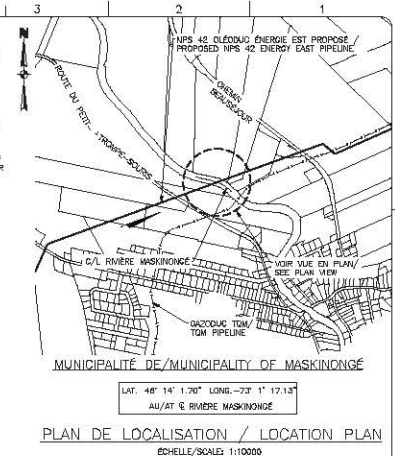 3 2 1
N
NPS 42 OLÉODUC ÉNERGIE EST PROPOSÉ /
PROPOSED NPS 42 ENERGY EAST PIPELINE
CHEMIN
BEAUSÉJOUR
ROUTE DU PETIT-TROMPE-SOURIS
C/L RIVIÈRE MASKINONGÉ
VOIR VUE EN PLAN/
SEE PLAN VIEW
GAZODUC TQM/
TQM PIPELINE
MUNICIPALITÉ DE/MUNICIPALITY OF MASKINONGÉ
LAT. 46° 14' 1.70" LONG.-73° 1' 17.13"
AU/AT ℄ RIVIÈRE MASKINONGÉ
PLAN DE LOCALISATION / LOCATION PLAN
ÉCHELLE/SCALE: 1:10000